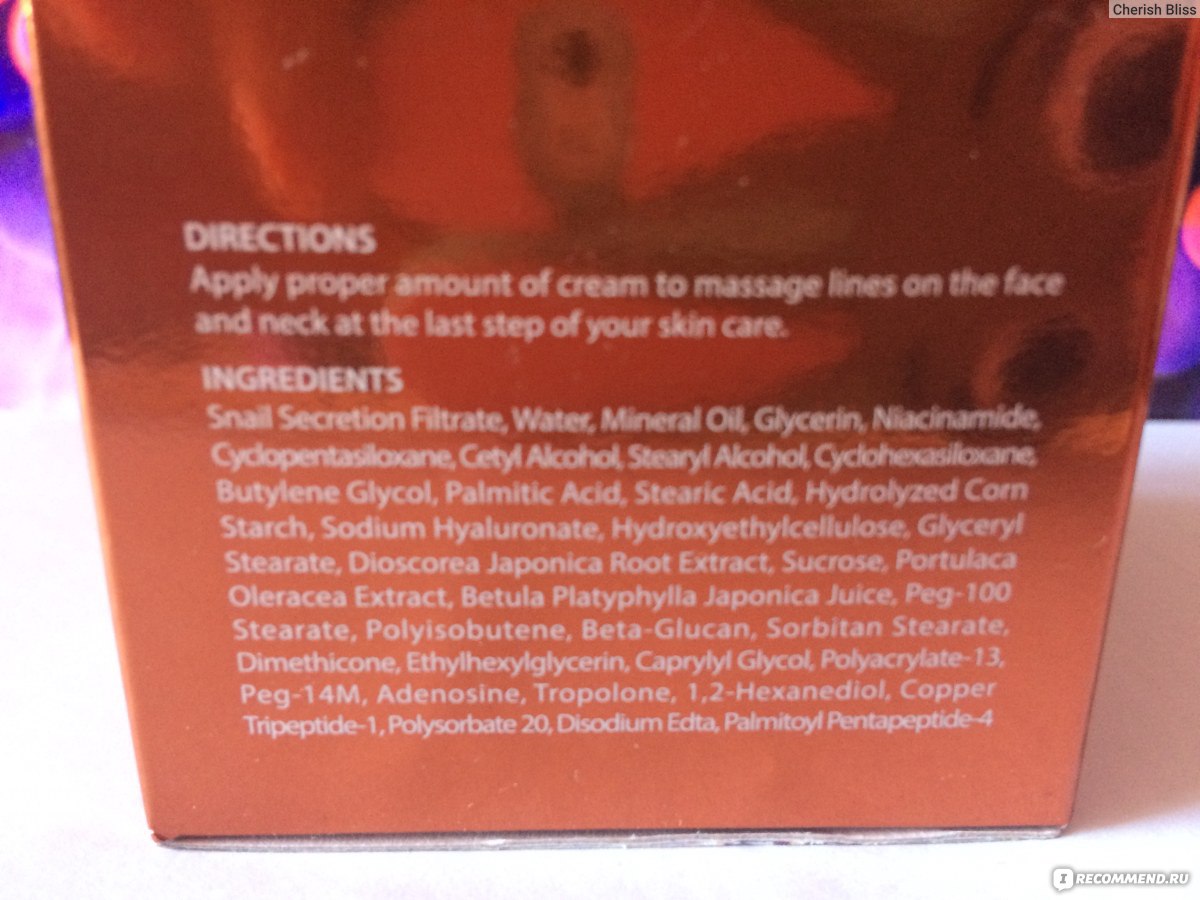 Cherish Bliss
DIRECTIONS
Apply proper amount of cream to massage lines on the face
and neck at the last step of your skin care.
INGREDIENTS
Snail Secretion Filtrate, Water, Mineral Oil, Glycerin, Niacinamide,
Cyclopentasiloxane, Cetyl Alcohol, Stearyl Alcohol, Cyclohexasiloxane,
Butylene Glycol, Palmitic Acid, Stearic Acid, Hydrolyzed Corn
Starch, Sodium Hyaluronate, Hydroxyethylcellulose, Glyceryl
Stearate, Dioscorea Japonica Root Extract, Sucrose, Portulaca
Oleracea Extract, Betula Platyphylla Japonica Juice, Peg-100
Stearate, Polyisobutene, Beta-Glucan, Sorbitan Stearate,
Dimethicone, Ethylhexylglycerin, Caprylyl Glycol, Polyacrylate-13,
Peg-14M, Adenosine, Tropolone, 1,2-Hexanediol, Copper
Tripeptide-1, Polysorbate 20, Disodium Edta, Palmitoyl Pentapeptide-4
I RECOMMEND.RU